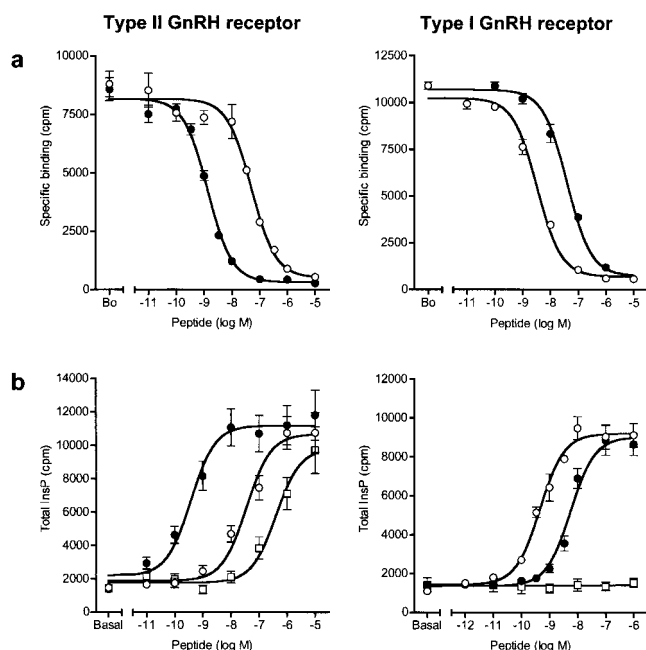 Type II GnRH receptor
Type I GnRH receptor
a
10000
7500
5000
2500
0
Specific binding (cpm)
Bo -11 -10 -9 -8 -7 -6 -5
Peptide (log M)
12500
10000
7500
5000
2500
0
Specific binding (cpm)
Bo -11 -10 -9 -8 -7 -6 -5
Peptide (log M)
b
14000
12000
10000
8000
6000
4000
2000
0
Total InsP (cpm)
Basal -11 -10 -9 -8 -7 -6 -5
Peptide (log M)
12000
10000
8000
6000
4000
2000
0
Total InsP (cpm)
Basal -12 -11 -10 -9 -8 -7 -6
Peptide (log M)